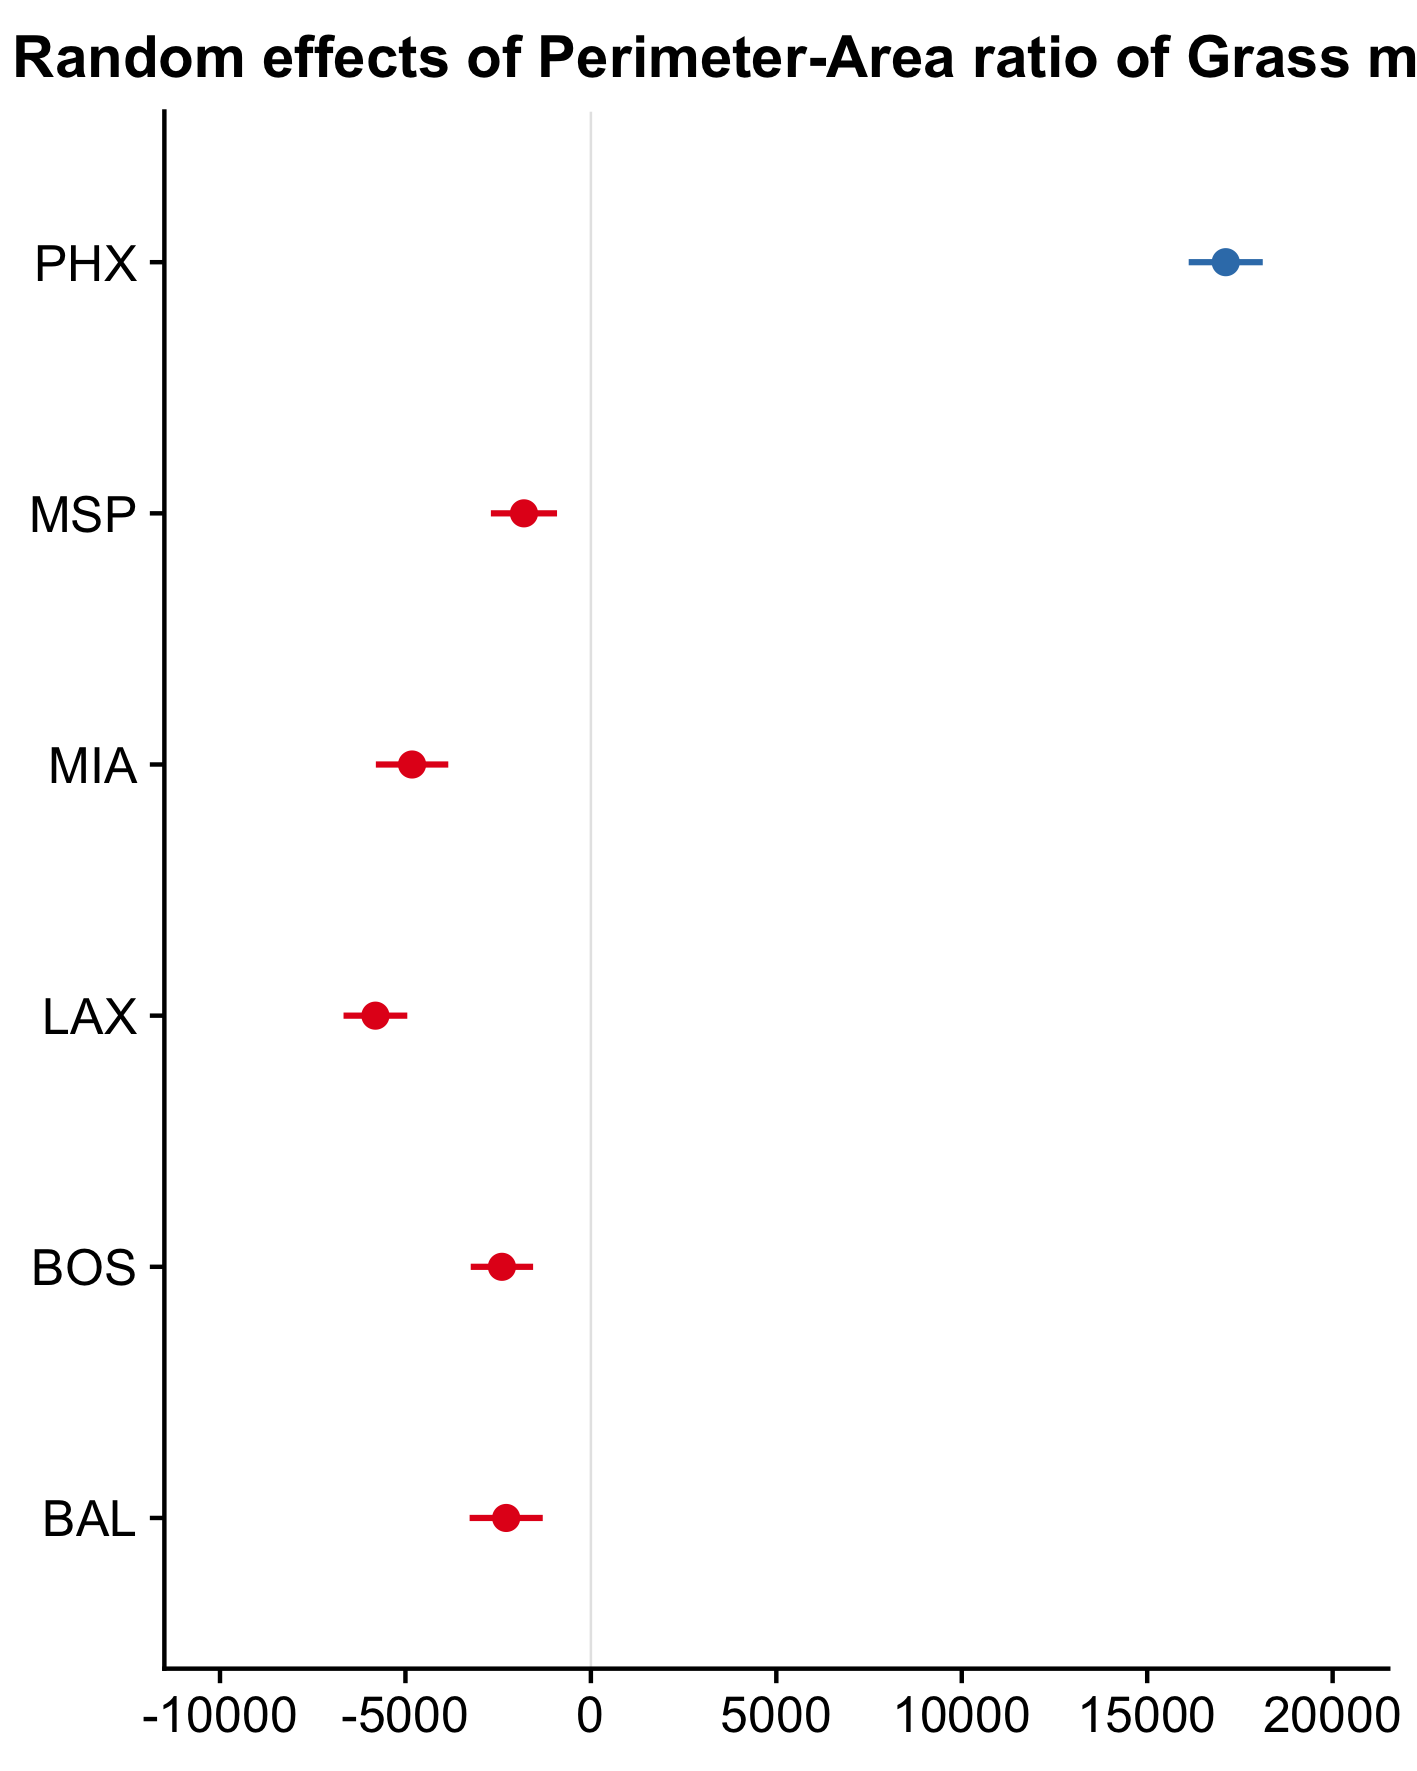 Random effects of Perimeter-Area ratio of Grass m
PHX
MSP
MIA
LAX
BOS
BAL
-10000 -5000 0 5000 10000 15000 20000